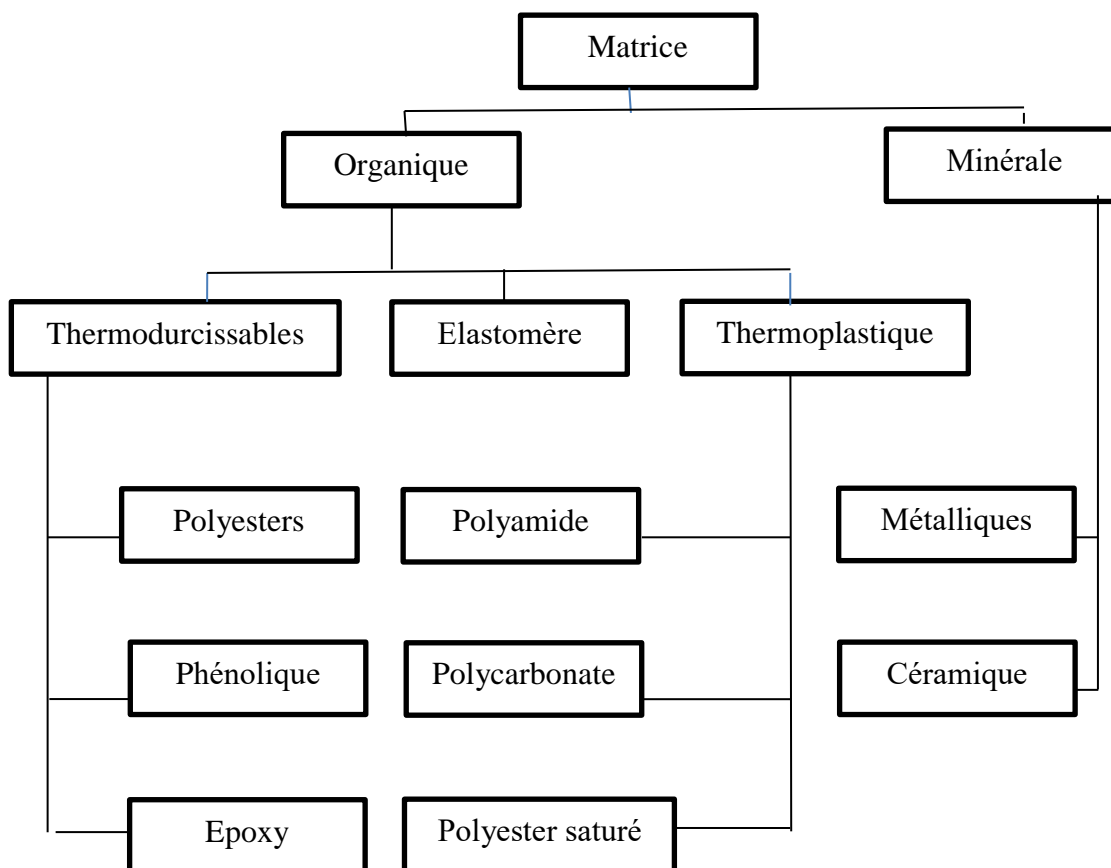 Matrice
Organique
Minérale
Thermodurcissables
Elastomère
Thermoplastique
Polyesters
Polyamide
Métalliques
Phénolique
Polycarbonate
Céramique
Epoxy
Polyester saturé